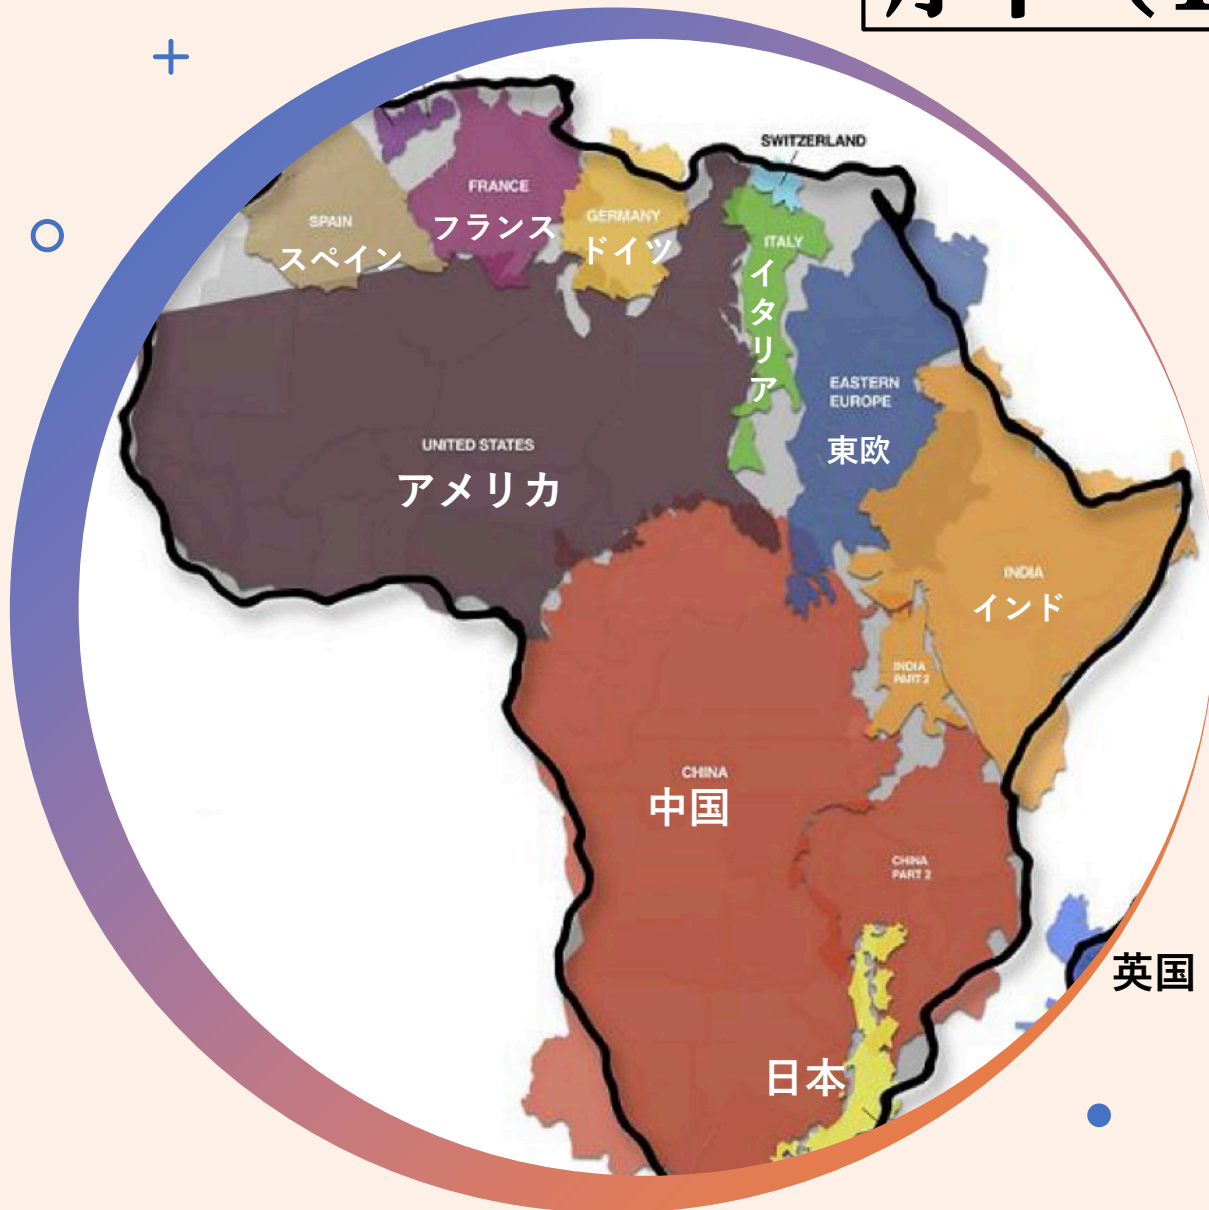 SWITZERLAND
FRANCE
フランス
SPAIN
スペイン
GERMANY
ドイツ
ITALY
イタリア
EASTERN
EUROPE
東欧
UNITED STATES
アメリカ
INDIA
インド
INDIA
PART 2
CHINA
中国
CHINA
PART 2
英国
日本